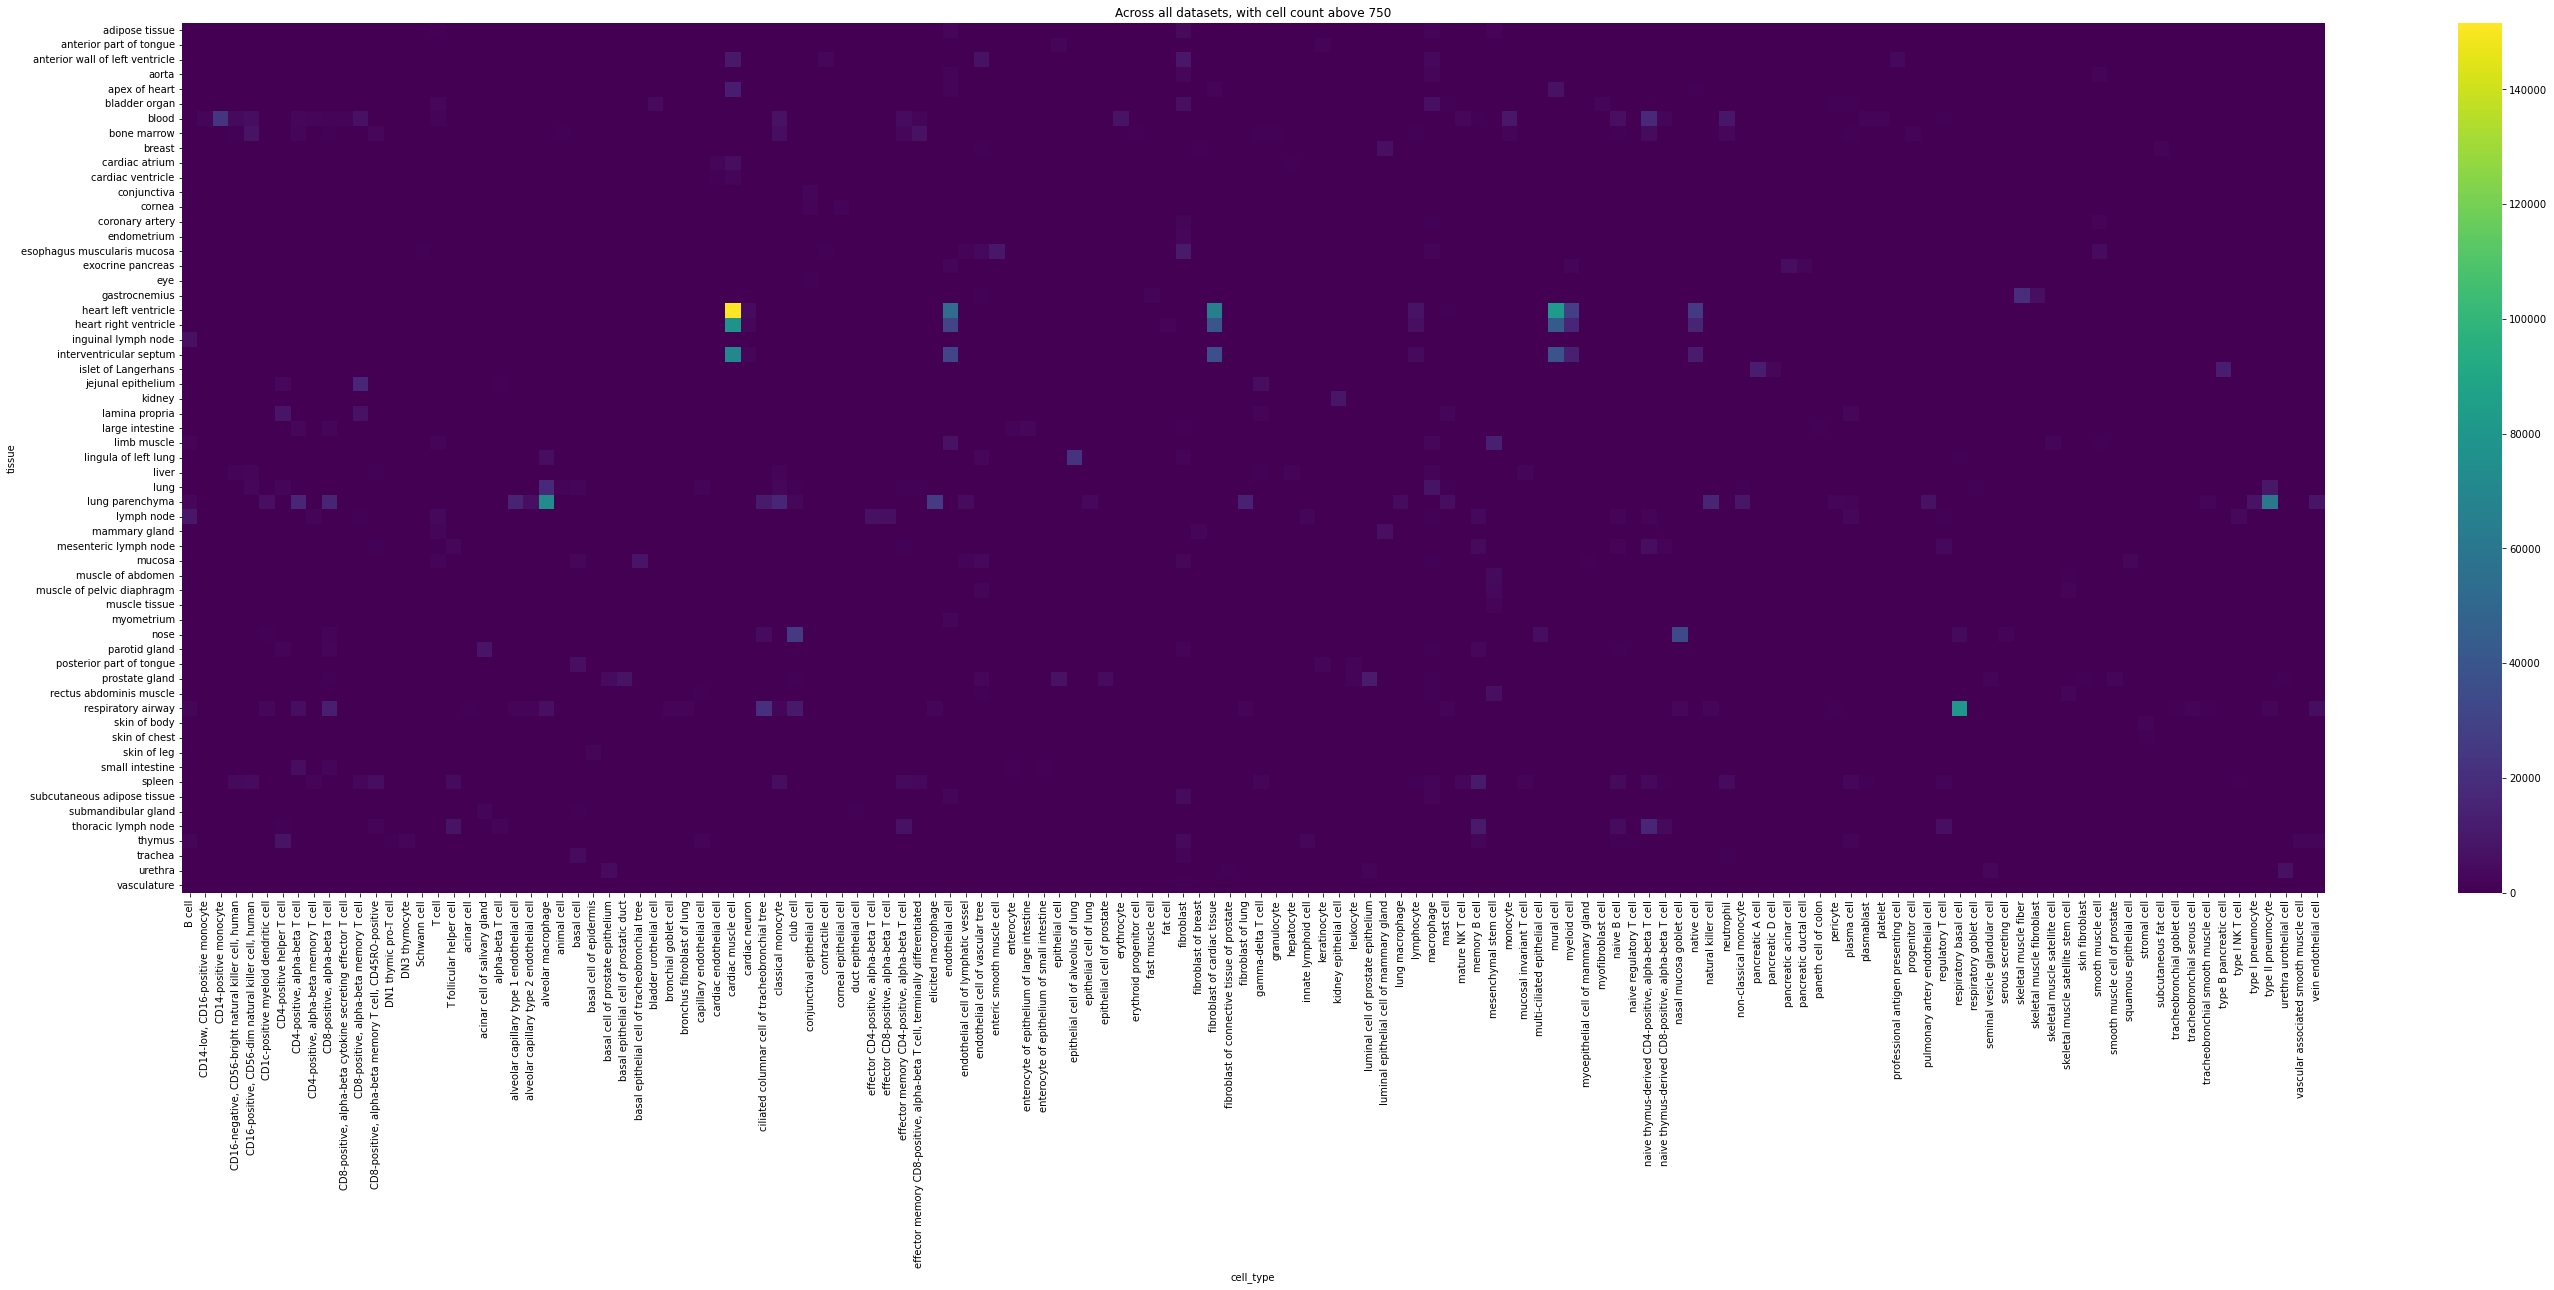 Across all datasets, with cell count above 750
tissue
adipose tissue
anterior part of tongue
anterior wall of left ventricle
aorta
apex of heart
bladder organ
blood
bone marrow
breast
cardiac atrium
cardiac ventricle
conjunctiva
cornea
coronary artery
endometrium
esophagus muscularis mucosa
exocrine pancreas
eye
gastrocnemius
heart left ventricle
heart right ventricle
inguinal lymph node
interventricular septum
islet of Langerhans
jejunal epithelium
kidney
lamina propria
large intestine
limb muscle
lingula of left lung
liver
lung
lung parenchyma
lymph node
mammary gland
mesenteric lymph node
mucosa
muscle of abdomen
muscle of pelvic diaphragm
muscle tissue
myometrium
nose
parotid gland
posterior part of tongue
prostate gland
rectus abdominis muscle
respiratory airway
skin of body
skin of chest
skin of leg
small intestine
spleen
subcutaneous adipose tissue
submandibular gland
thoracic lymph node
thymus
trachea
urethra
vasculature
B cell
CD14-low, CD16-positive monocyte
CD14-positive monocyte
CD16-negative, CD56-bright natural killer cell, human
CD16-positive, CD56-dim natural killer cell, human
CD1c-positive myeloid dendritic cell
CD4-positive helper T cell
CD4-positive, alpha-beta T cell
CD4-positive, alpha-beta memory T cell
CD8-positive, alpha-beta T cell
CD8-positive, alpha-beta cytokine secreting effector T cell
CD8-positive, alpha-beta memory T cell
CD8-positive, alpha-beta memory T cell, CD45RO-positive
DN1 thymic pro-T cell
DN3 thymocyte
Schwann cell
T cell
T follicular helper cell
acinar cell
acinar cell of salivary gland
alpha-beta T cell
alveolar capillary type 1 endothelial cell
alveolar capillary type 2 endothelial cell
alveolar macrophage
animal cell
basal cell
basal cell of epidermis
basal cell of prostate epithelium
basal epithelial cell of prostatic duct
basal epithelial cell of tracheobronchial tree
bladder urothelial cell
bronchial goblet cell
bronchus fibroblast of lung
capillary endothelial cell
cardiac endothelial cell
cardiac muscle cell
cardiac neuron
ciliated columnar cell of tracheobronchial tree
classical monocyte
club cell
conjunctival epithelial cell
contractile cell
corneal epithelial cell
duct epithelial cell
effector CD4-positive, alpha-beta T cell
effector CD8-positive, alpha-beta T cell
effector memory CD4-positive, alpha-beta T cell
effector memory CD8-positive, alpha-beta T cell, terminally differentiated
elicited macrophage
endothelial cell
endothelial cell of lymphatic vessel
endothelial cell of vascular tree
enteric smooth muscle cell
enterocyte
enterocyte of epithelium of large intestine
enterocyte of epithelium of small intestine
epithelial cell
epithelial cell of alveolus of lung
epithelial cell of lung
epithelial cell of prostate
erythrocyte
erythroid progenitor cell
fast muscle cell
fat cell
fibroblast
fibroblast of breast
fibroblast of cardiac tissue
fibroblast of connective tissue of prostate
fibroblast of lung
gamma-delta T cell
granulocyte
hepatocyte
innate lymphoid cell
keratinocyte
kidney epithelial cell
leukocyte
luminal cell of prostate epithelium
luminal epithelial cell of mammary gland
lung macrophage
lymphocyte
macrophage
mast cell
mature NK T cell
memory B cell
mesenchymal stem cell
monocyte
mucosal invariant T cell
multi-ciliated epithelial cell
mural cell
myeloid cell
myoepithelial cell of mammary gland
myofibroblast cell
naive B cell
naive regulatory T cell
naive thymus-derived CD4-positive, alpha-beta T cell
naive thymus-derived CD8-positive, alpha-beta T cell
nasal mucosa goblet cell
native cell
natural killer cell
neutrophil
non-classical monocyte
pancreatic A cell
pancreatic D cell
pancreatic acinar cell
pancreatic ductal cell
paneth cell of colon
pericyte
plasma cell
plasmablast
platelet
professional antigen presenting cell
progenitor cell
pulmonary artery endothelial cell
regulatory T cell
respiratory basal cell
respiratory goblet cell
seminal vesicle glandular cell
serous secreting cell
skeletal muscle fiber
skeletal muscle fibroblast
skeletal muscle satellite cell
skeletal muscle satellite stem cell
skin fibroblast
smooth muscle cell
smooth muscle cell of prostate
squamous epithelial cell
stromal cell
subcutaneous fat cell
tracheobronchial goblet cell
tracheobronchial serous cell
tracheobronchial smooth muscle cell
type B pancreatic cell
type I NK T cell
type I pneumocyte
type II pneumocyte
urethra urothelial cell
vascular associated smooth muscle cell
vein endothelial cell
cell_type
140000
120000
100000
80000
60000
40000
20000
0